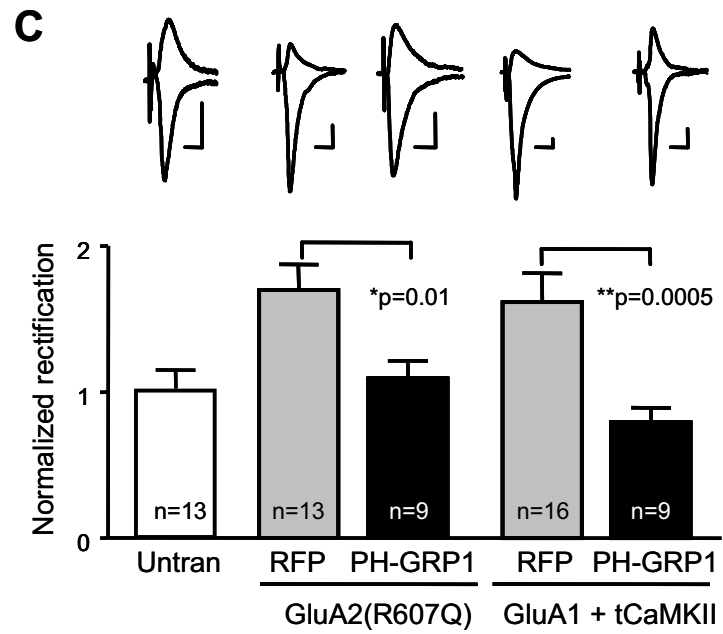 C
Normalized rectification
2
1
0
*p=0.01
**p=0.0005
n=13
n=13
n=9
n=16
n=9
Untran
RFP
PH-GRP1
RFP
PH-GRP1
GluA2(R607Q)
GluA1 + tCaMKII